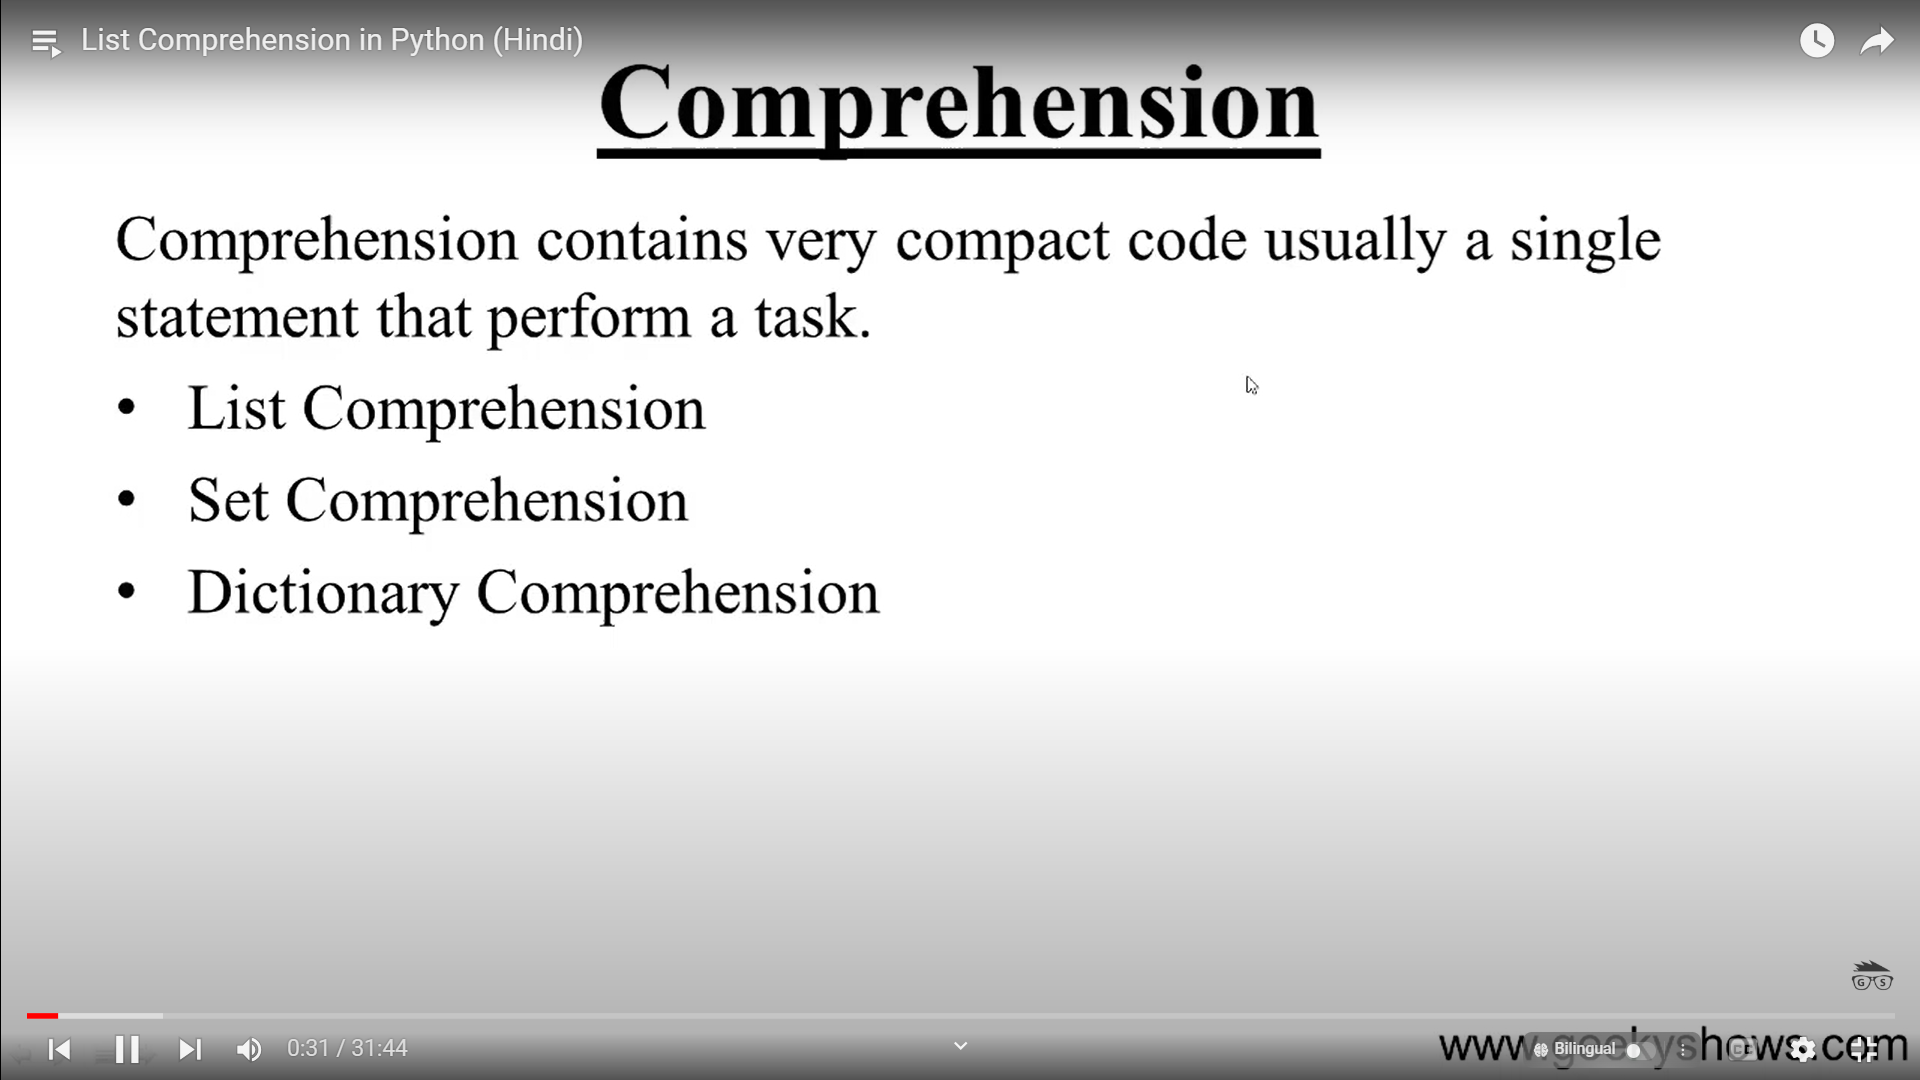 List Comprehension in Python (Hindi)
Comprehension
Comprehension contains very compact code usually a single
statement that perform a task.
• List Comprehension
• Set Comprehension
• Dictionary Comprehension
G S
0:31 / 31:44
www.geekyshows.com
Bilingual